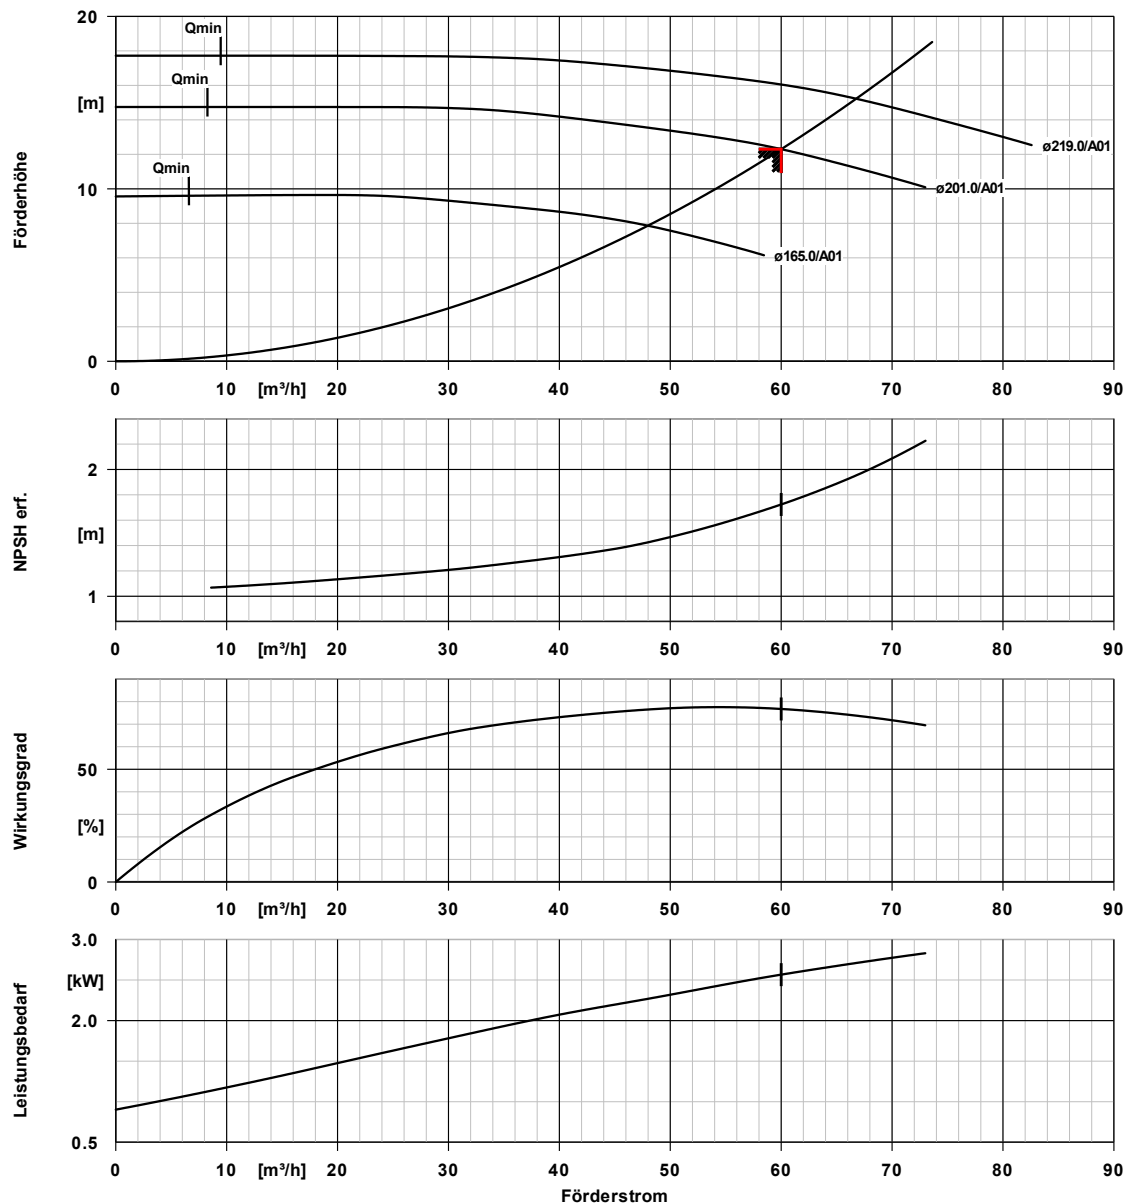 20
Qmin
Qmin
[m]
ø219.0/A01
Qmin
10
ø201.0/A01
ø165.0/A01
0
Förderhöhe
0 10 [m³/h] 20 30 40 50 60 70 80 90
2
[m]
1
NPSH erf.
0 10 [m³/h] 20 30 40 50 60 70 80 90
50
[%]
0
Wirkungsgrad
0 10 [m³/h] 20 30 40 50 60 70 80 90
3.0
[kW]
2.0
0.5
Leistungsbedarf
0 10 [m³/h] 20 30 40 50 60 70 80 90
Förderstrom